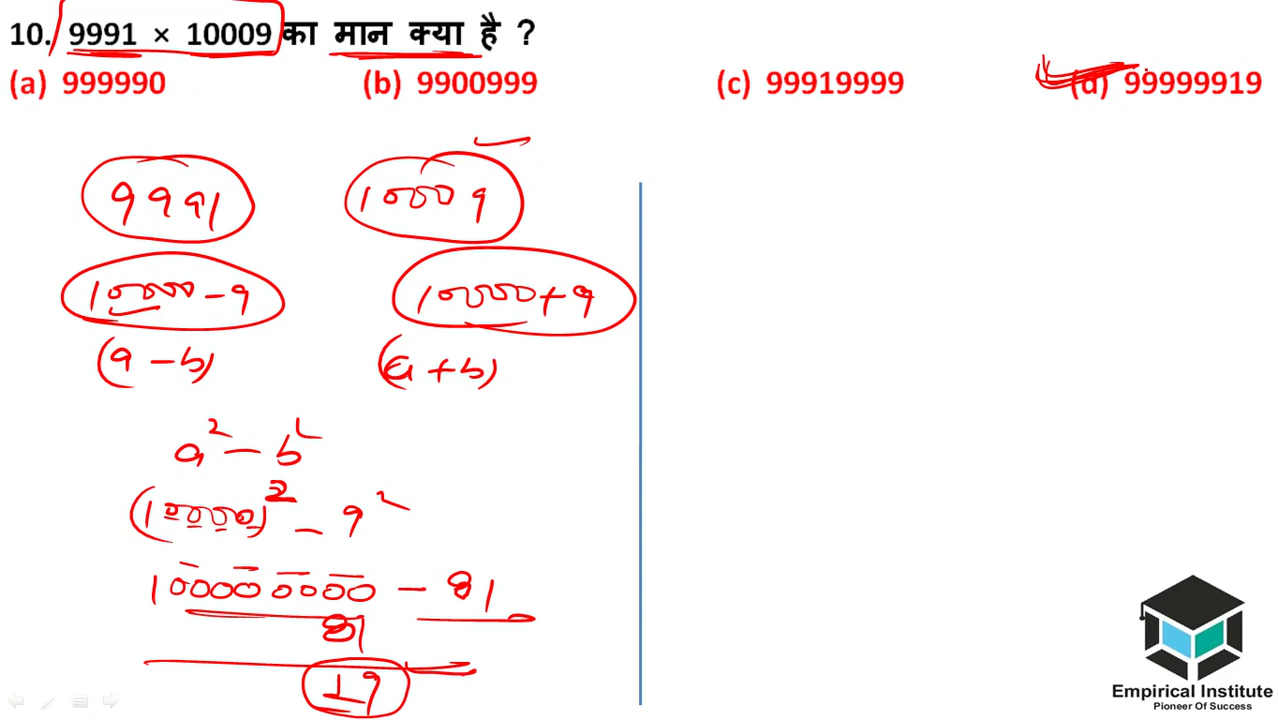 10. 9991 × 10009 का मान क्या है ?
(a) 999990 (b) 9900999 (c) 99919999 (d) 99999919
9991 10009
10000 - 9 10000 + 9
(a - b) (a + b)
a² - b²
(10000)² - 9²
100000000 - 81
81
19
Empirical Institute
Pioneer Of Success